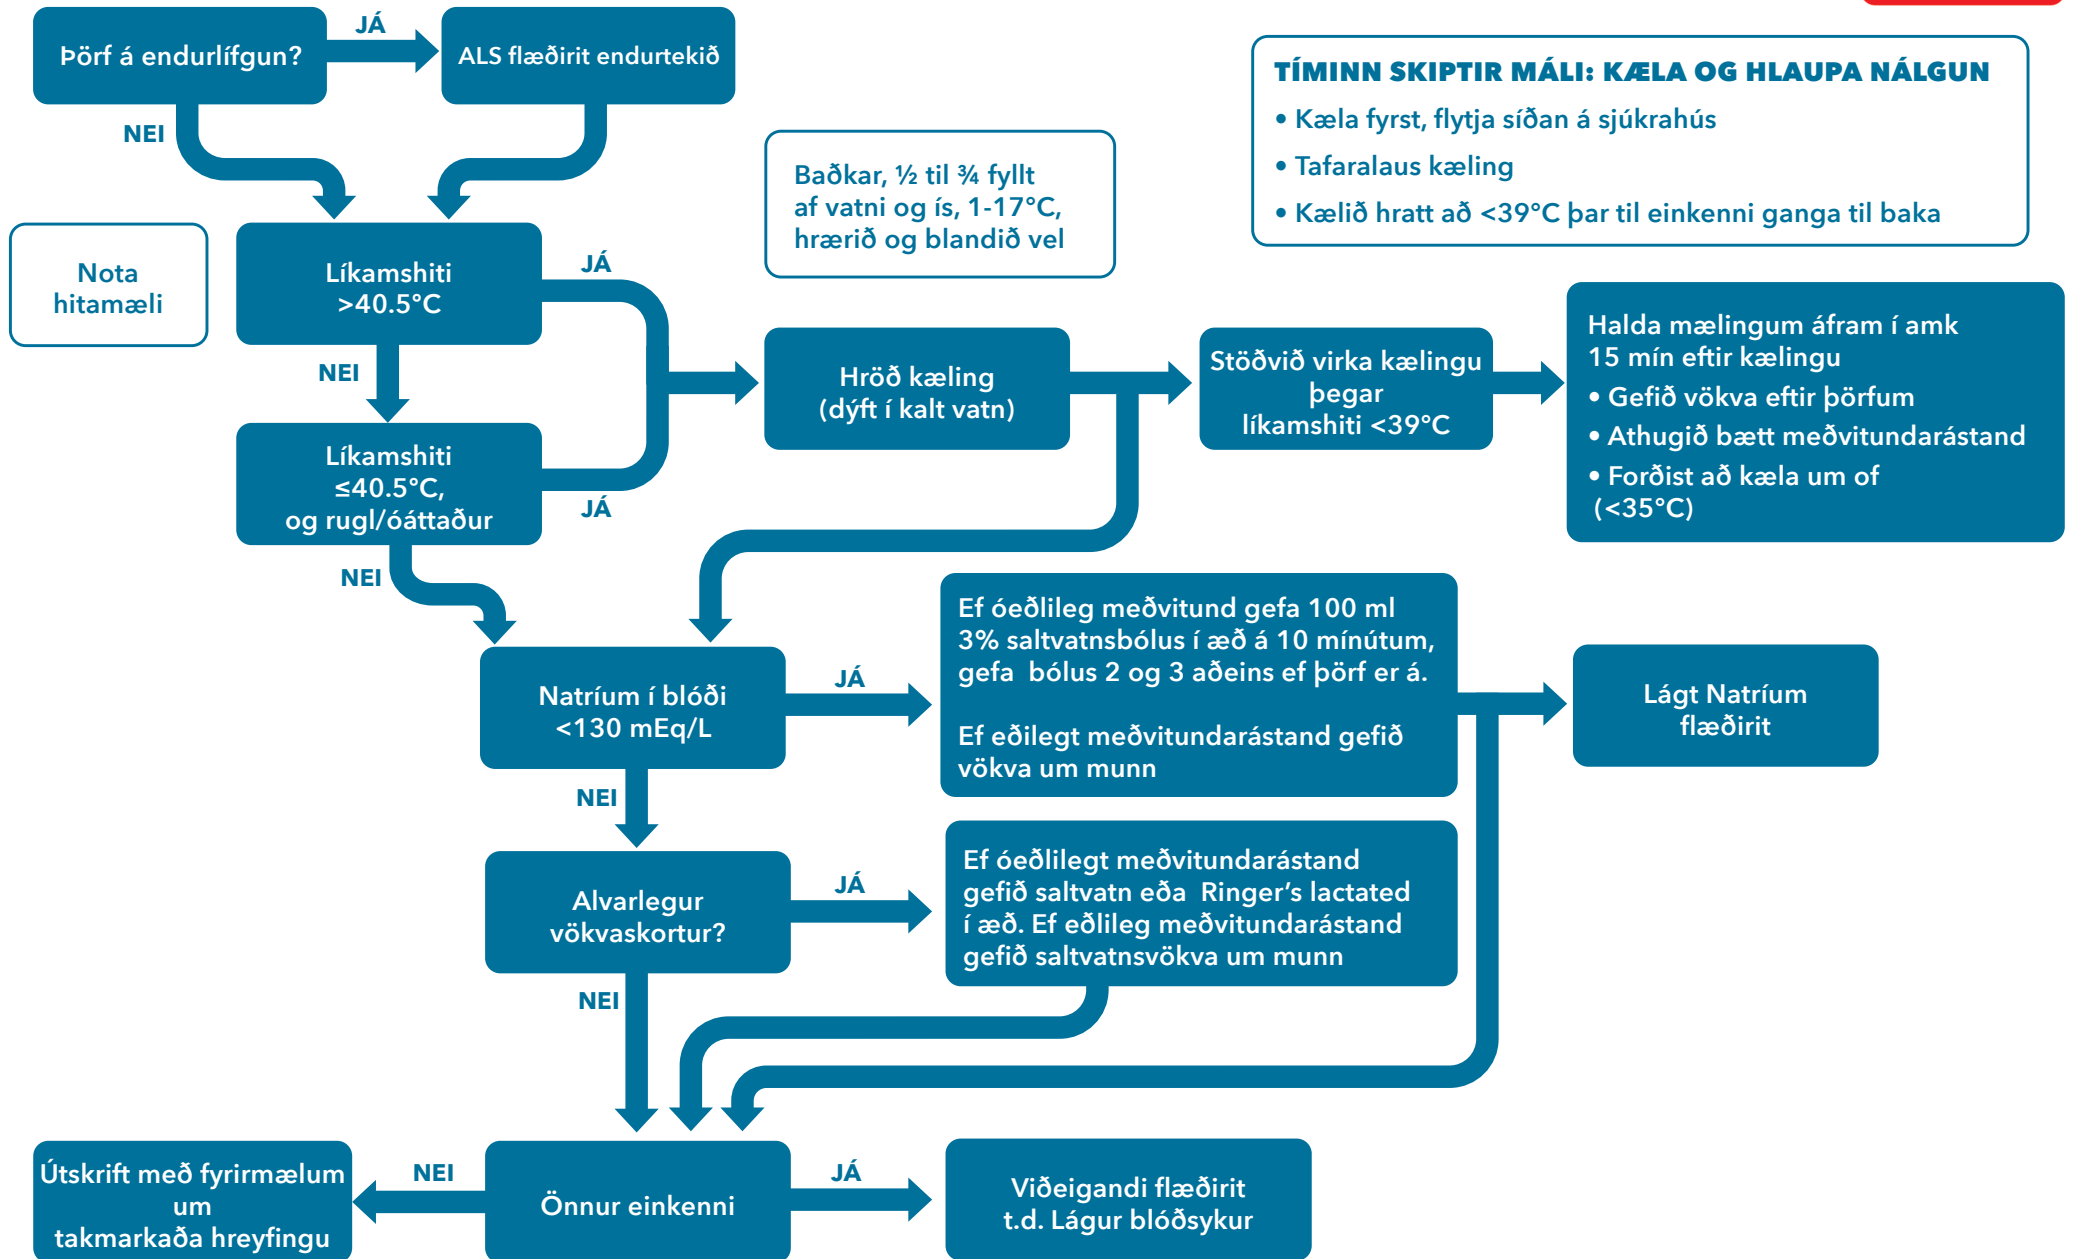 Þörf á endurlífgun?
JÁ
ALS flæðirit endurtekið
NEI
TÍMINN SKIPTIR MÁLI: KÆLA OG HLAUPA NÁLGUN
• Kæla fyrst, flytja síðan á sjúkrahús
• Tafaralaus kæling
• Kælið hratt að <39°C þar til einkenni ganga til baka
Baðkar, ½ til ¾ fyllt
af vatni og ís, 1-17°C,
hrærið og blandið vel
Nota
hitamæli
Líkamshiti
>40.5°C
JÁ
NEI
Líkamshiti
≤40.5°C,
og rugl/óáttaður
JÁ
NEI
Hröð kæling
(dýft í kalt vatn)
Stöðvið virka kælingu
þegar
líkamshiti <39°C
Halda mælingum áfram í amk
15 mín eftir kælingu
• Gefið vökva eftir þörfum
• Athugið bætt meðvitundarástand
• Forðist að kæla um of
(<35°C)
Natríum í blóði
<130 mEq/L
JÁ
NEI
Ef óeðlileg meðvitund gefa 100 ml
3% saltvatnsbólus í æð á 10 mínútum,
gefa bólus 2 og 3 aðeins ef þörf er á.
Ef eðilegt meðvitundarástand gefið
vökva um munn
Lágt Natríum
flæðirit
Alvarlegur
vökvaskortur?
JÁ
NEI
Ef óeðlilegt meðvitundarástand
gefið saltvatn eða Ringer's lactated
í æð. Ef eðlileg meðvitundarástand
gefið saltvatnsvökva um munn
Útskrift með fyrirmælum
um
takmarkaða hreyfingu
NEI
Önnur einkenni
JÁ
Viðeigandi flæðirit
t.d. Lágur blóðsykur